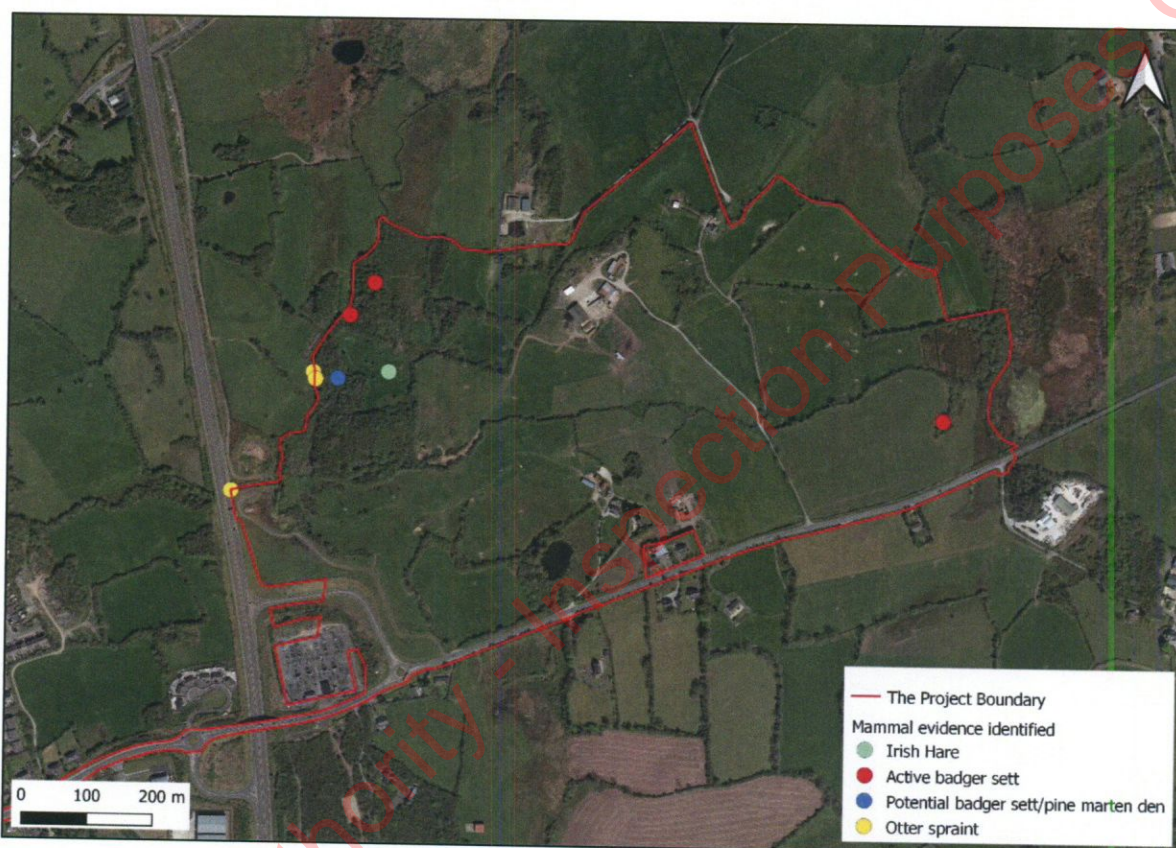 Authority - Inspection Purposes
The Project Boundary
Mammal evidence identified
Irish Hare
Active badger sett
Potential badger sett/pine marten den
Otter spraint
0 100 200 m